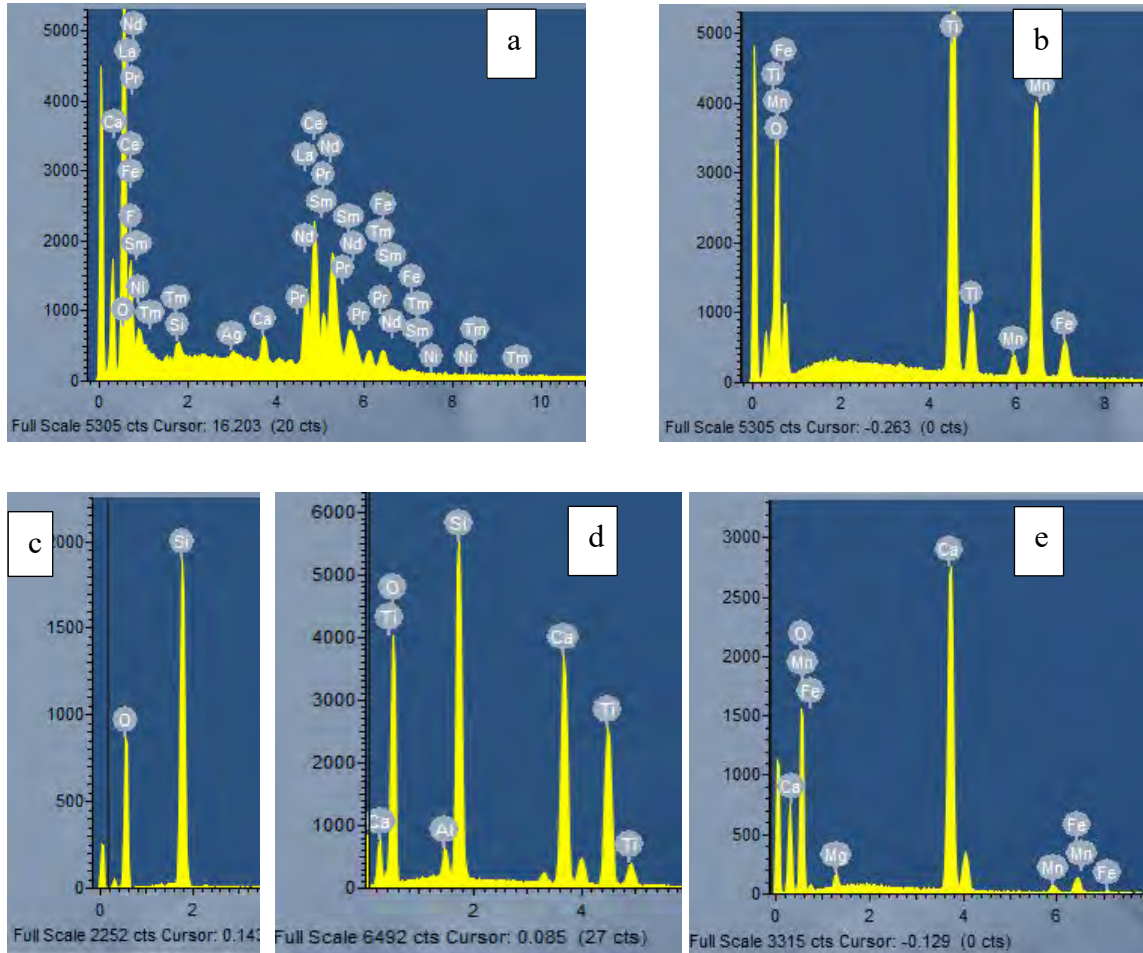 a
5000
4000
3000
2000
1000
0
Nd
La
Pr
Ca
Ce
Fe
F
Sm
Ni
O
Tm
Tm
Si
Ag
Ca
Ce
La
Nd
Pr
Sm
Nd
Pr
Sm
Nd
Pr
Pr
Fe
Tm
Sm
Pr
Nd
Fe
Tm
Sm
Ni
Tm
Ni
Tm
0 2 4 6 8 10
Full Scale 5305 cts Cursor: 16.203 (20 cts)
b
5000
4000
3000
2000
1000
0
Fe
Ti
Mn
O
Ti
Ti
Mn
Mn
Fe
0 2 4 6 8
Full Scale 5305 cts Cursor: -0.263 (0 cts)
c
2000
1500
1000
500
0
O
Si
0 2
Full Scale 2252 cts Cursor: 0.143
d
6000
5000
4000
3000
2000
1000
0
Si
O
Ti
Ca
Al
Ca
Ti
Ti
2 4
Full Scale 6492 cts Cursor: 0.085 (27 cts)
e
3000
2500
2000
1500
1000
500
0
Ca
O
Mn
Fe
Ca
Mg
Mn
Fe
Mn
Fe
0 2 4 6
Full Scale 3315 cts Cursor: -0.129 (0 cts)